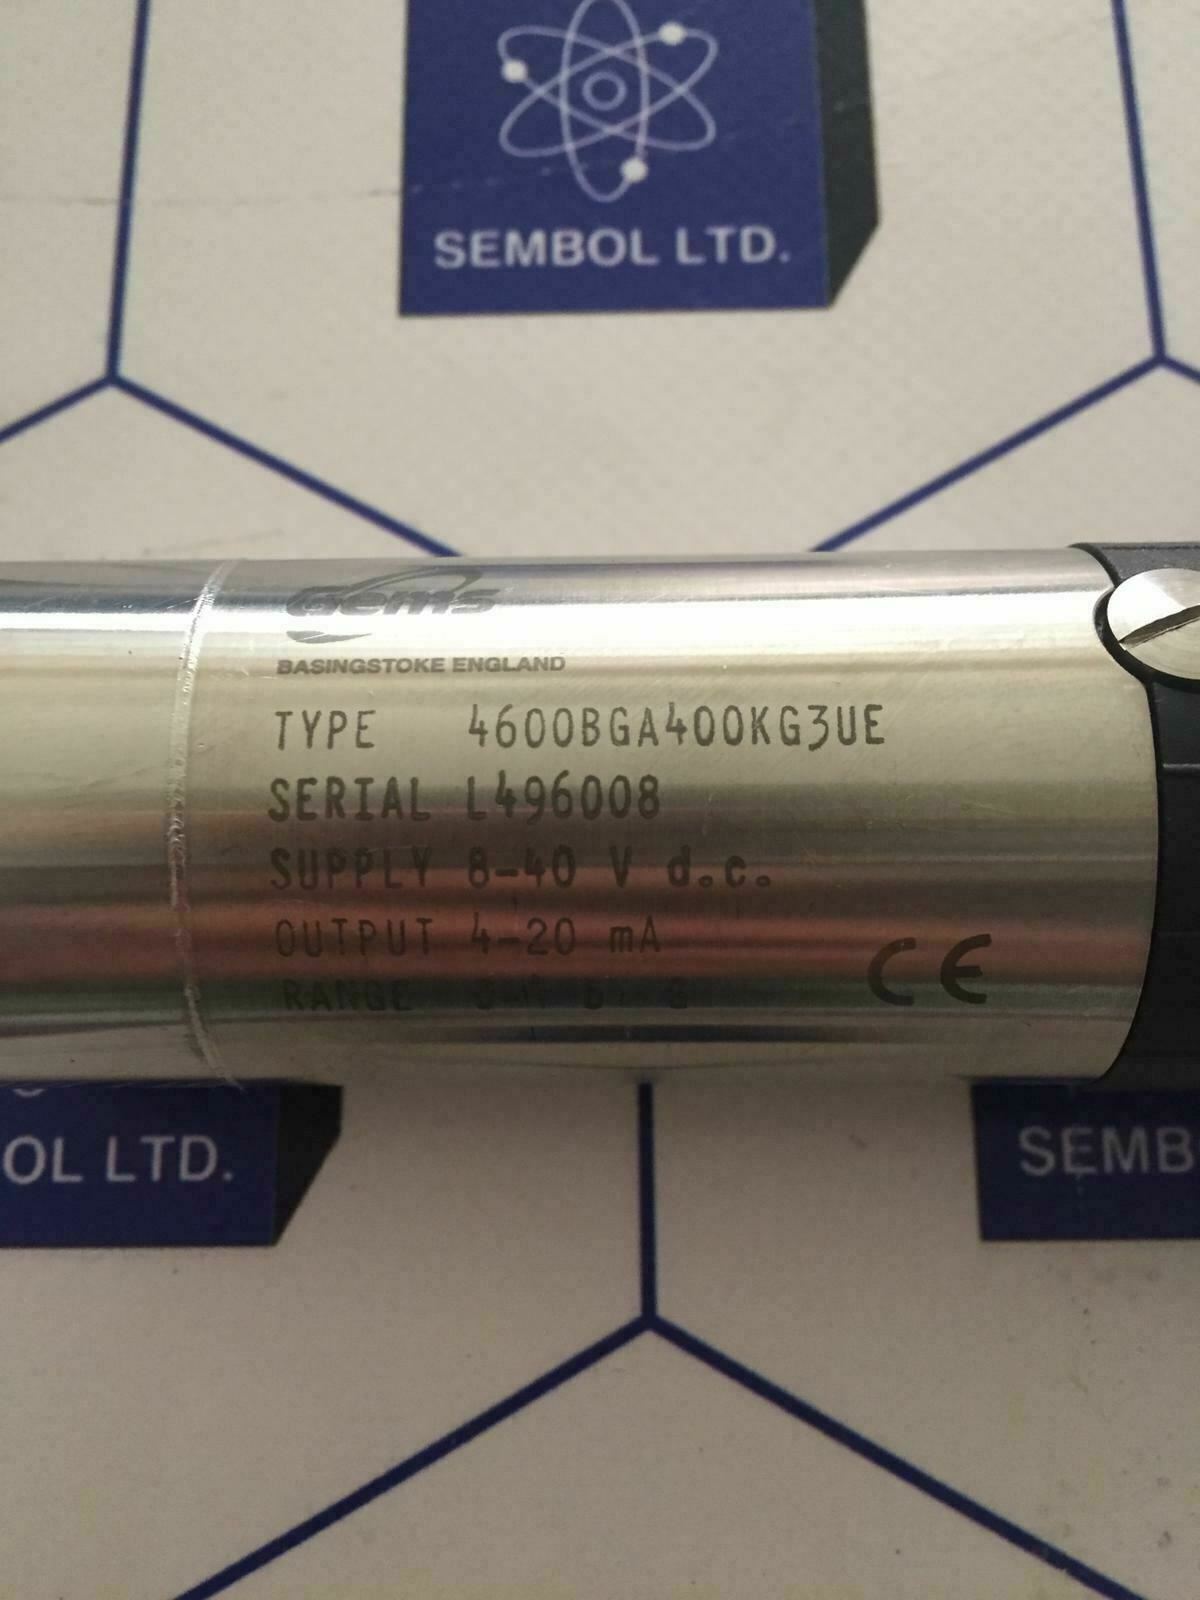 SEMBOL LTD.
Gems
BASINGSTOKE ENGLAND
TYPE 4600BGA400KG3UE
SERIAL L496008
SUPPLY 8-40 V d.c.
OUTPUT 4-20 mA
RANGE
CE
OL LTD.
SEMB